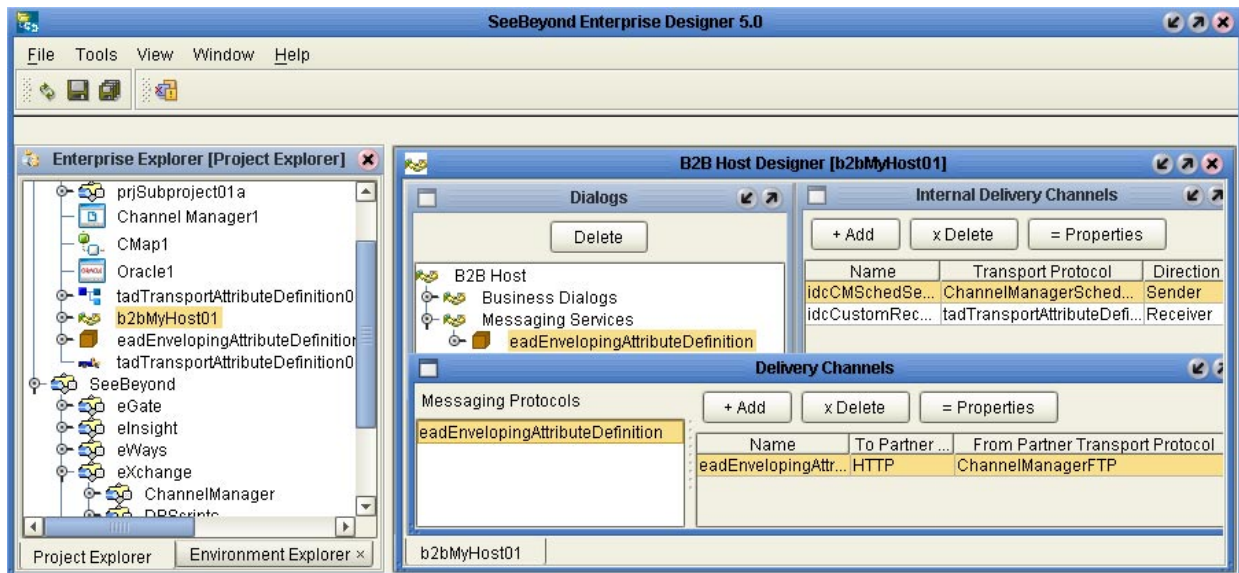 SeeBeyond Enterprise Designer 5.0
File Tools View Window Help
Enterprise Explorer [Project Explorer]
prjSubproject01a
Channel Manager1
CMap1
Oracle1
tadTransportAttributeDefinition0
b2bMyHost01
eadEnvelopingAttributeDefinition
tadTransportAttributeDefinition0
SeeBeyond
eGate
eInsight
eWays
eXchange
ChannelManager
DBScripts
Project Explorer
Environment Explorer ×
B2B Host Designer [b2bMyHost01]
Dialogs
Delete
B2B Host
Business Dialogs
Messaging Services
eadEnvelopingAttributeDefinition
Internal Delivery Channels
+ Add x Delete = Properties
Name Transport Protocol Direction
idcCMSchedSe... ChannelManagerSched... Sender
idcCustomRec... tadTransportAttributeDefi... Receiver
Delivery Channels
Messaging Protocols
eadEnvelopingAttributeDefinition
+ Add x Delete = Properties
Name To Partner ... From Partner Transport Protocol
eadEnvelopingAttr... HTTP ChannelManagerFTP
b2bMyHost01